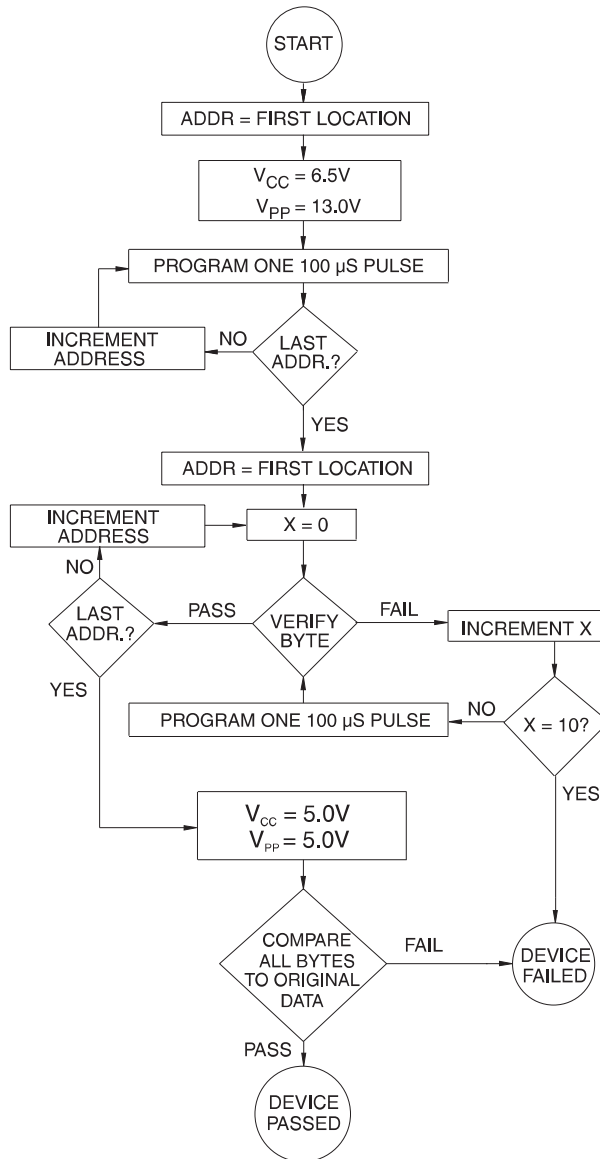 START
ADDR = FIRST LOCATION
VCC = 6.5V
VPP = 13.0V
PROGRAM ONE 100 µS PULSE
INCREMENT
ADDRESS
NO
LAST
ADDR.?
YES
ADDR = FIRST LOCATION
INCREMENT
ADDRESS
X = 0
NO
LAST
ADDR.?
PASS
VERIFY
BYTE
FAIL
INCREMENT X
YES
PROGRAM ONE 100 µS PULSE
NO
X = 10?
YES
VCC = 5.0V
VPP = 5.0V
COMPARE
ALL BYTES
TO ORIGINAL
DATA
FAIL
DEVICE
FAILED
PASS
DEVICE
PASSED